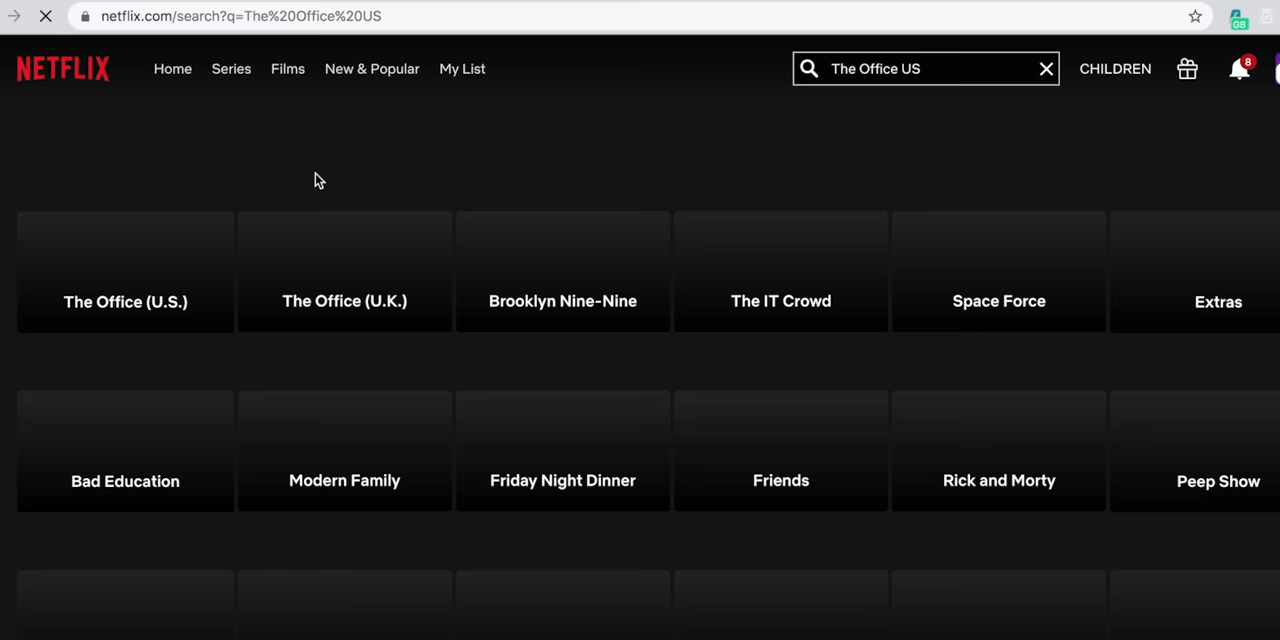 netflix.com/search?q=The%20Office%20US
GB
NETFLIX Home Series Films New & Popular My List The Office US CHILDREN 8
The Office (U.S.) The Office (U.K.) Brooklyn Nine-Nine The IT Crowd Space Force Extras
Bad Education Modern Family Friday Night Dinner Friends Rick and Morty Peep Show